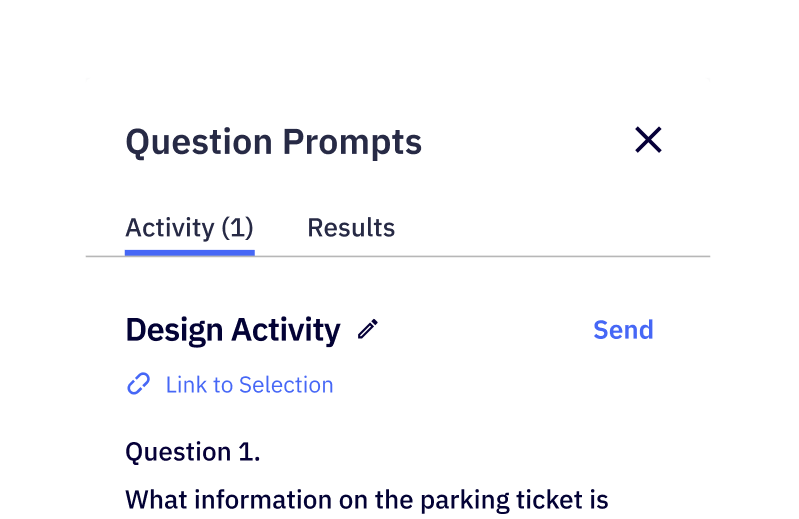 Question Prompts
Activity (1) Results
Design Activity Send
Link to Selection
Question 1.
What information on the parking ticket is